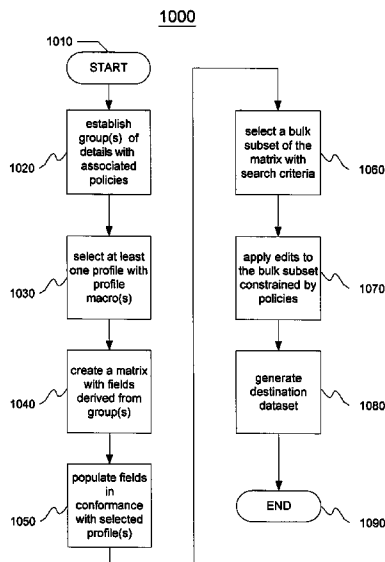 1000
1010
START
establish
group(s) of
details with
associated
policies
1020
select at least
one profile with
profile
macro(s)
1030
create a matrix
with fields
derived from
group(s)
1040
populate fields
in
conformance
with selected
profile(s)
1050
select a bulk
subset of the
matrix with
search criteria
1060
apply edits to
the bulk subset
constrained by
policies
1070
generate
destination
dataset
1080
END
1090